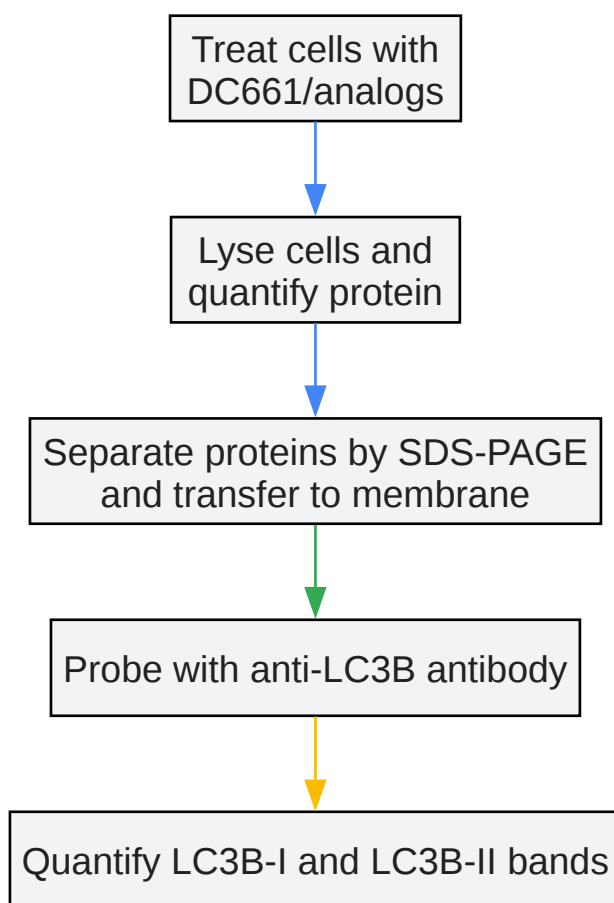 Treat cells with
DC661/analogs
Lyse cells and
quantify protein
Separate proteins by SDS-PAGE
and transfer to membrane
Probe with anti-LC3B antibody
Quantify LC3B-I and LC3B-II bands